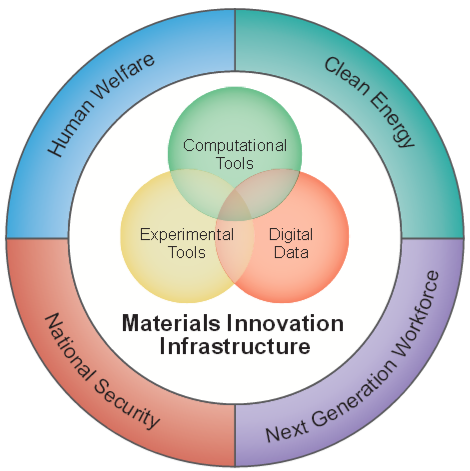 Human Welfare
Clean Energy
Computational
Tools
Experimental
Tools
Digital
Data
Materials Innovation
Infrastructure
National Security
Next Generation Workforce